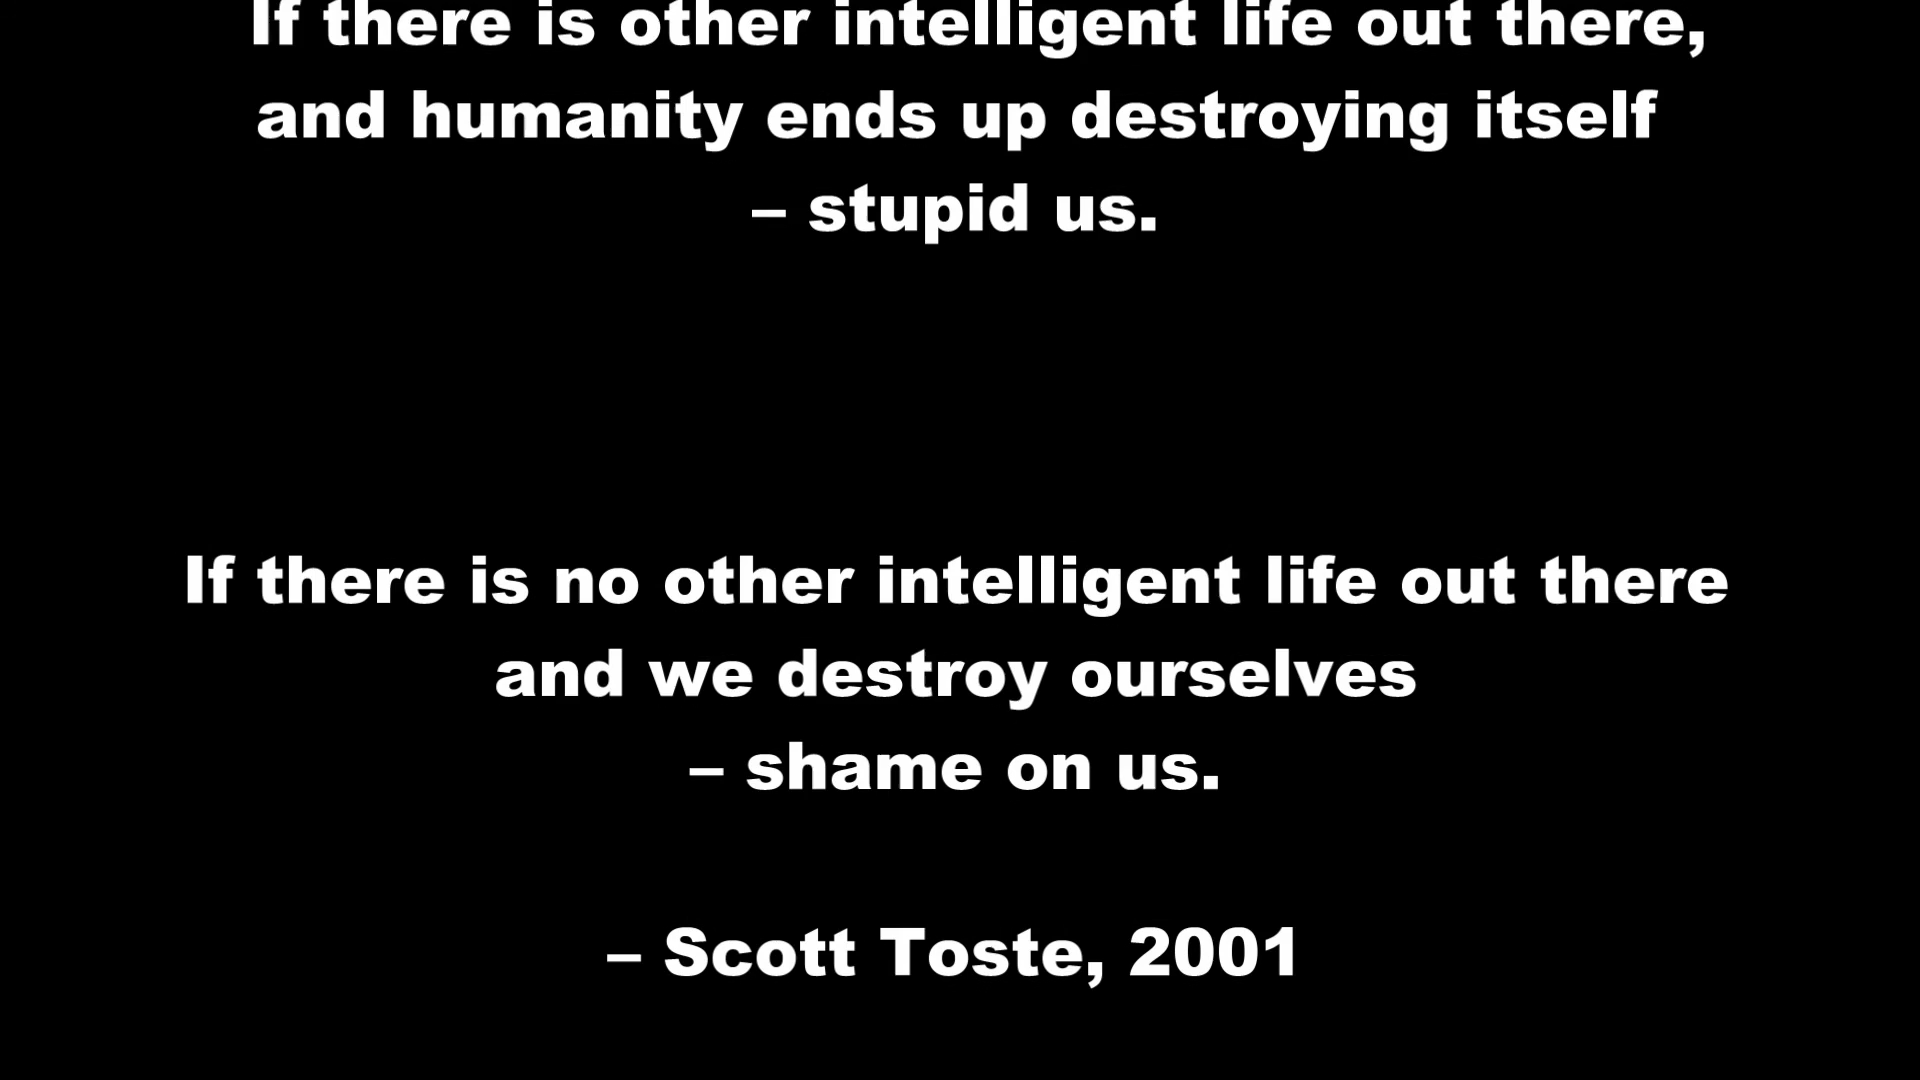 If there is other intelligent life out there,
and humanity ends up destroying itself
– stupid us.
If there is no other intelligent life out there
and we destroy ourselves
– shame on us.
– Scott Toste, 2001